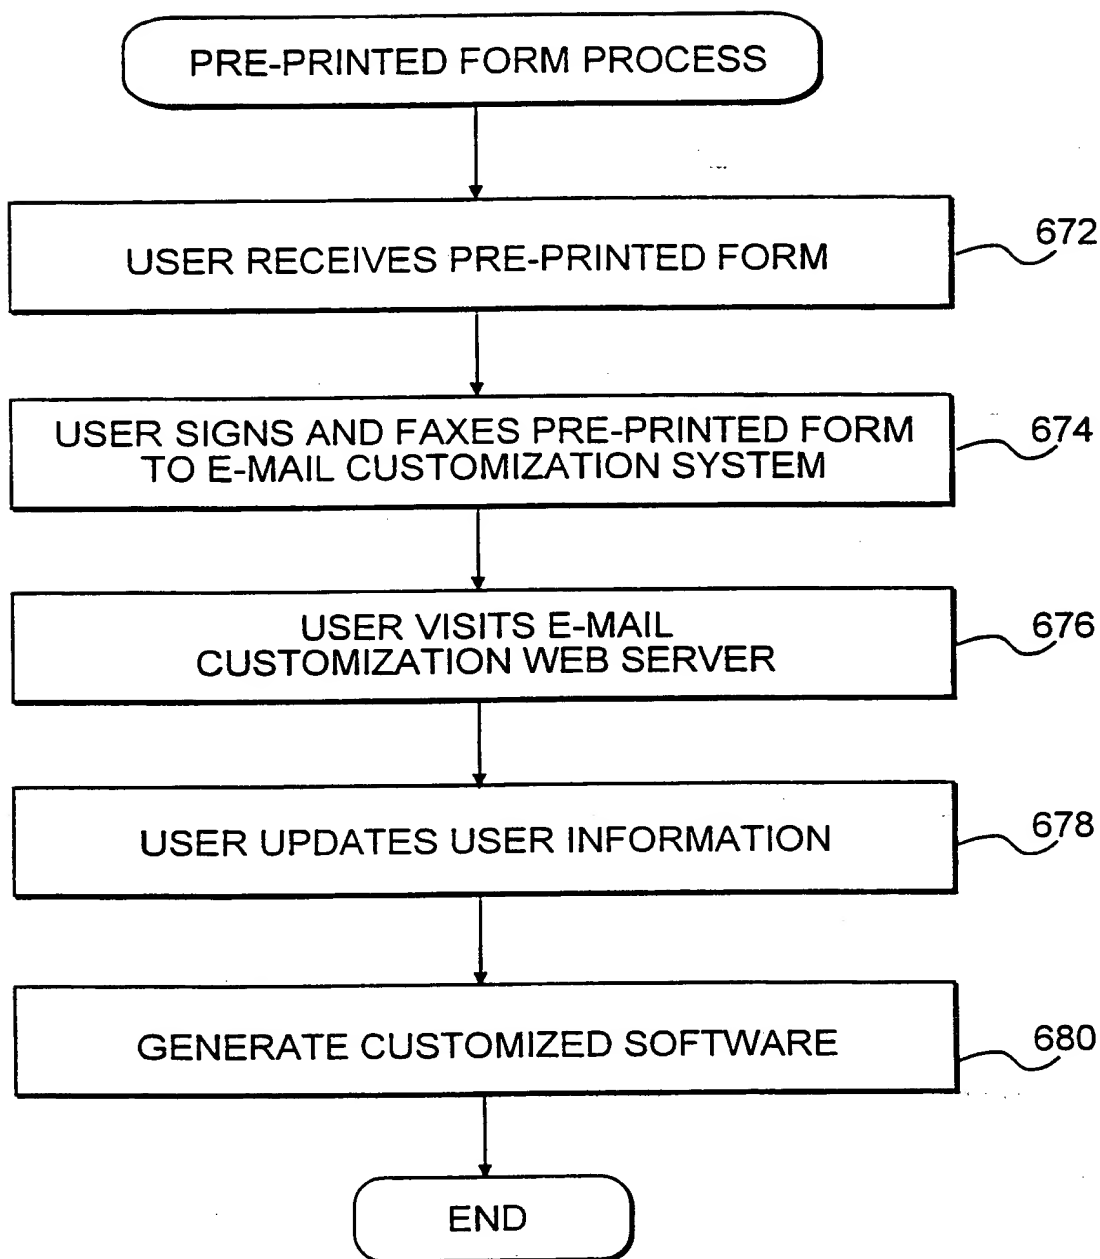 PRE-PRINTED FORM PROCESS
USER RECEIVES PRE-PRINTED FORM
672
USER SIGNS AND FAXES PRE-PRINTED FORM
TO E-MAIL CUSTOMIZATION SYSTEM
674
USER VISITS E-MAIL
CUSTOMIZATION WEB SERVER
676
USER UPDATES USER INFORMATION
678
GENERATE CUSTOMIZED SOFTWARE
680
END